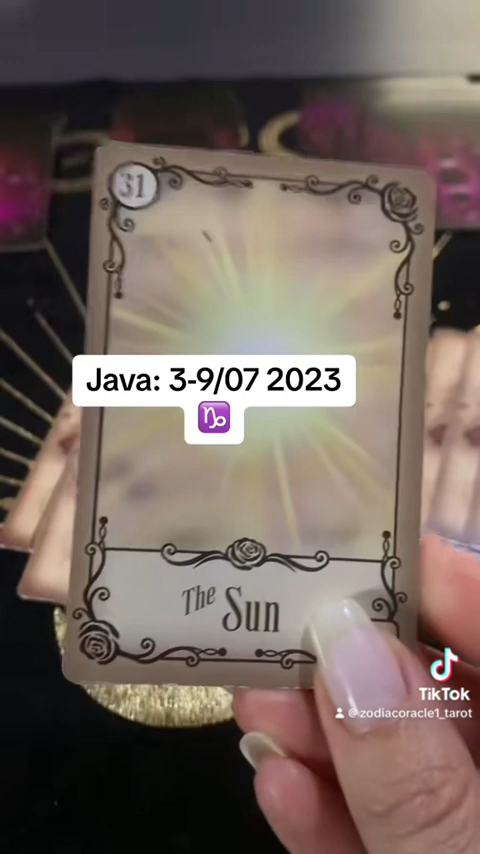 31
Java: 3-9/07 2023
♑
The Sun
TikTok
@zodiacoracle1_tarot